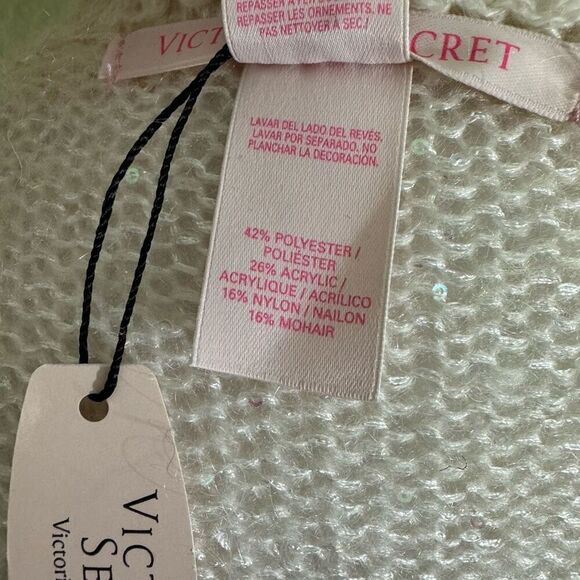 REPASSER LES ORNEMENTS. NE
PAS NETTOYER À SEC./
VICT CRET
LAVAR DEL LADO DEL REVÉS.
LAVAR POR SEPARADO. NO
PLANCHAR LA DECORACIÓN.
42% POLYESTER /
POLIÉSTER
26% ACRYLIC /
ACRYLIQUE / ACRÍLICO
16% NYLON / NAILON
16% MOHAIR
VICT
SE
Victori